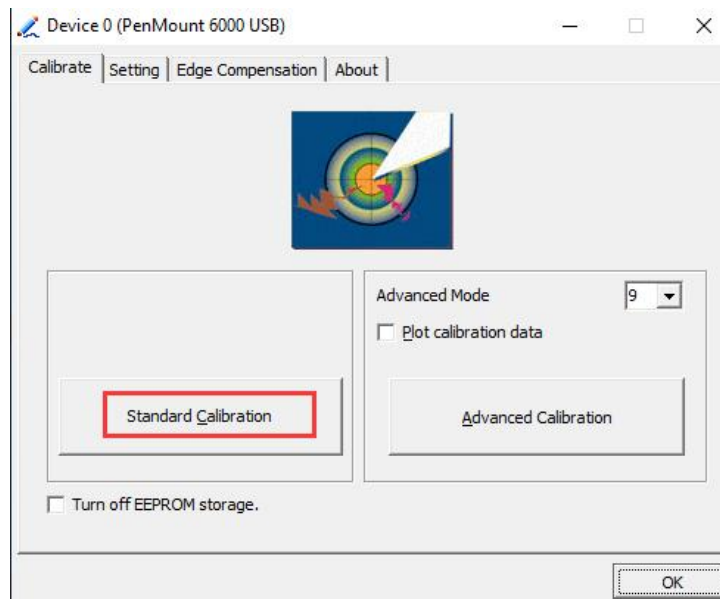 Device 0 (PenMount 6000 USB)
Calibrate Setting Edge Compensation About
Advanced Mode 9
Plot calibration data
Standard Calibration Advanced Calibration
Turn off EEPROM storage.
OK